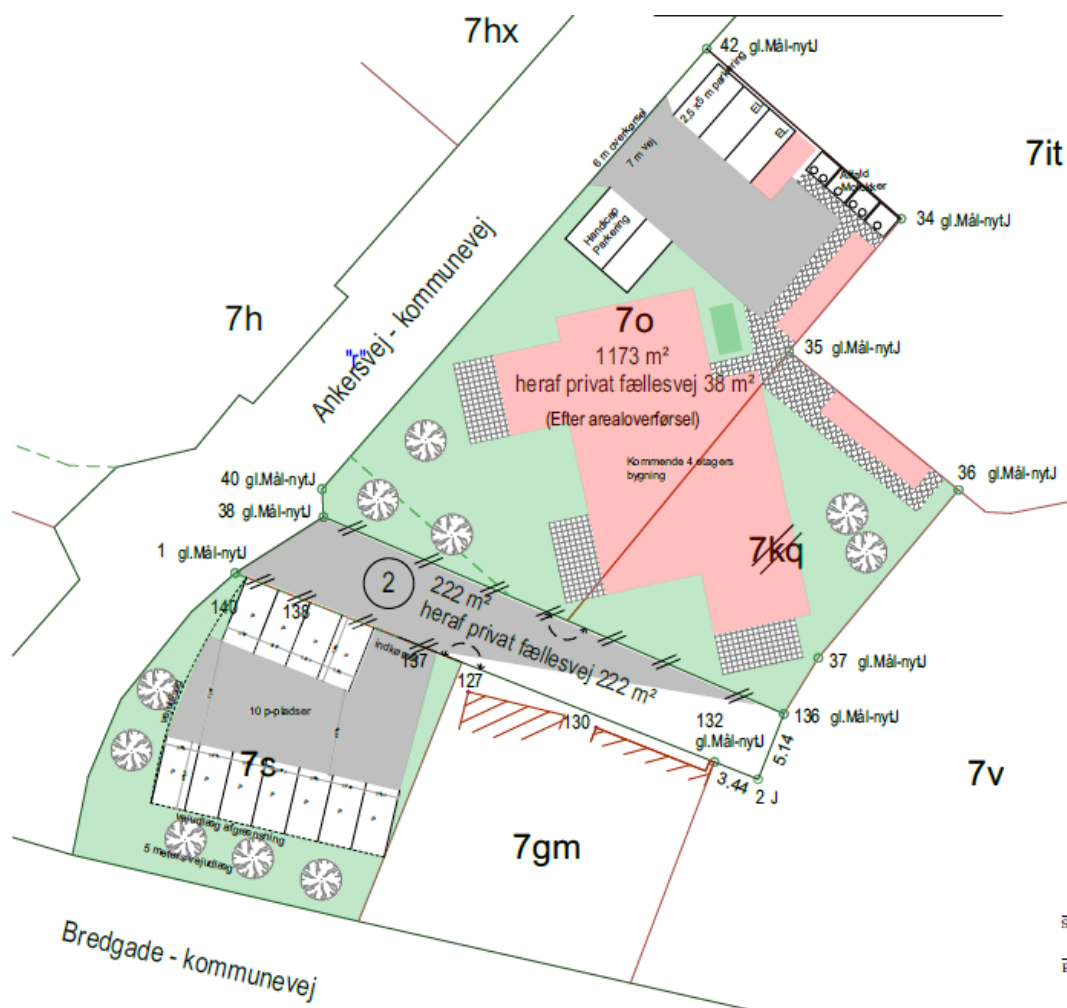 7hx
42 gl.Mål-nytJ
2,5 x5 m parkering
EL
EL
6 m overkørsel
7 m vej
7it
Affald
Molokker
34 gl.Mål-nytJ
Handicap
Parkering
Ankersvej - kommunevej
7h
"r"
7o
1173 m²
heraf privat fællesvej 38 m²
(Efter arealoverførsel)
35 gl.Mål-nytJ
Kommende 4 etagers
bygning
36 gl.Mål-nytJ
40 gl.Mål-nytJ
38 gl.Mål-nytJ
7kq
1 gl.Mål-nytJ
2
222 m²
heraf privat fællesvej 222 m²
140
138
137
127
37 gl.Mål-nytJ
10 p-pladser
130
132
gl.Mål-nytJ
136 gl.Mål-nytJ
5.14
3.44
2 J
7s
7v
vejudlæg afgrænsning
5 meters vejudlæg
7gm
Bredgade - kommunevej